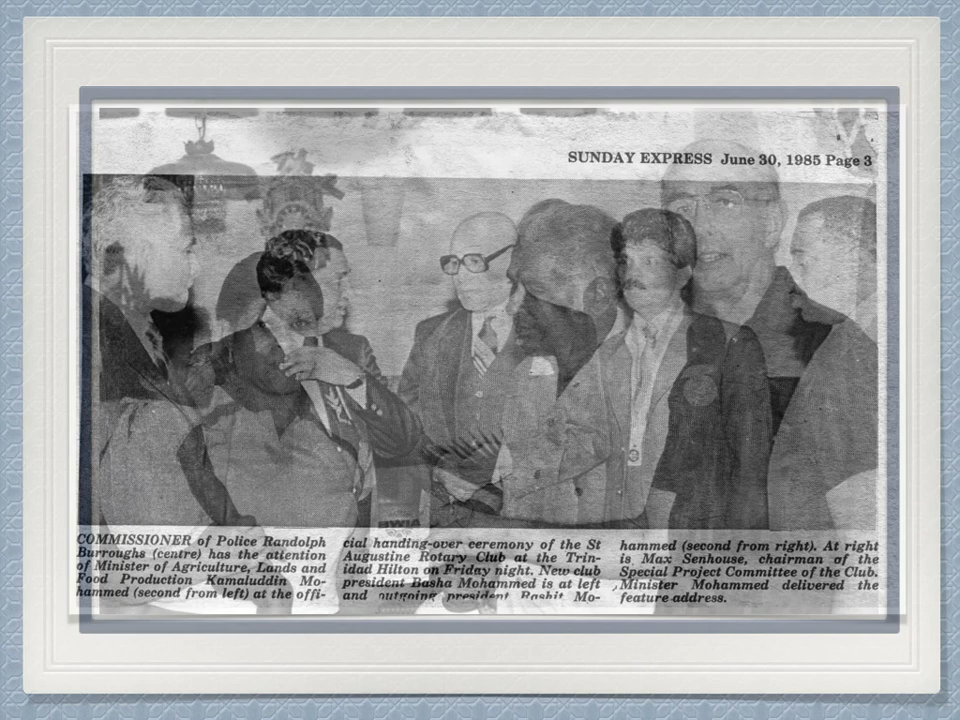 SUNDAY EXPRESS June 30, 1985 Page 3
BWIA
COMMISSIONER of Police Randolph
Burroughs (centre) has the attention
of Minister of Agriculture, Lands and
Food Production Kamaluddin Mo-
hammed (second from left) at the offi-
cial handing-over ceremony of the St
Augustine Rotary Club at the Trin-
idad Hilton on Friday night. New club
president Basha Mohammed is at left
and outgoing president Rashit Mo-
hammed (second from right). At right
is Max Senhouse, chairman of the
Special Project Committee of the Club.
Minister Mohammed delivered the
feature address.